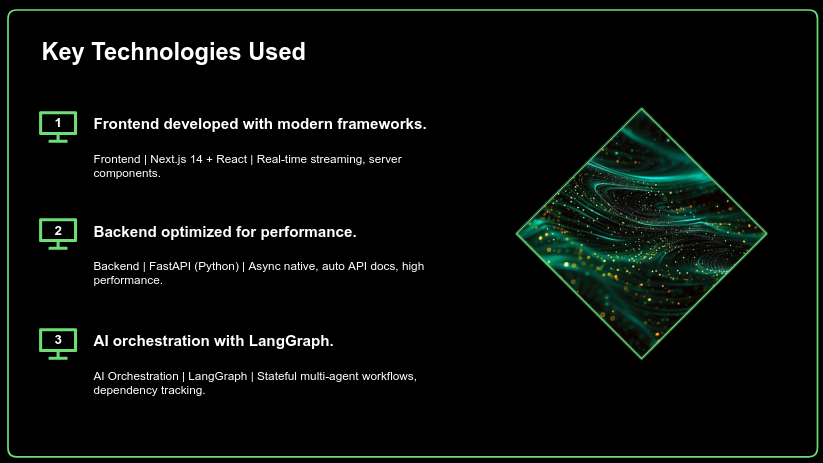 Key Technologies Used
1
Frontend developed with modern frameworks.
Frontend | Next.js 14 + React | Real-time streaming, server
components.
2
Backend optimized for performance.
Backend | FastAPI (Python) | Async native, auto API docs, high
performance.
3
AI orchestration with LangGraph.
AI Orchestration | LangGraph | Stateful multi-agent workflows,
dependency tracking.